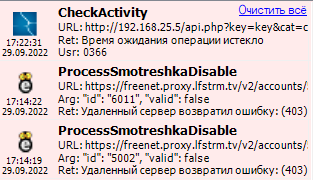 CheckActivity
Очистить всё
URL: http://192.168.25.5/api.php?key=key&cat=c
Ret: Время ожидания операции истекло
17:22:31
Usr: 0366
29.09.2022
ProcessSmotreshkaDisable
URL: https://freenet.proxy.lfstrm.tv/v2/accounts/
17:14:22
Arg: "id": "6011", "valid": false
29.09.2022
Ret: Удаленный сервер возвратил ошибку: (403)
ProcessSmotreshkaDisable
URL: https://freenet.proxy.lfstrm.tv/v2/accounts/
17:14:19
Arg: "id": "5002", "valid": false
29.09.2022
Ret: Удаленный сервер возвратил ошибку: (403)